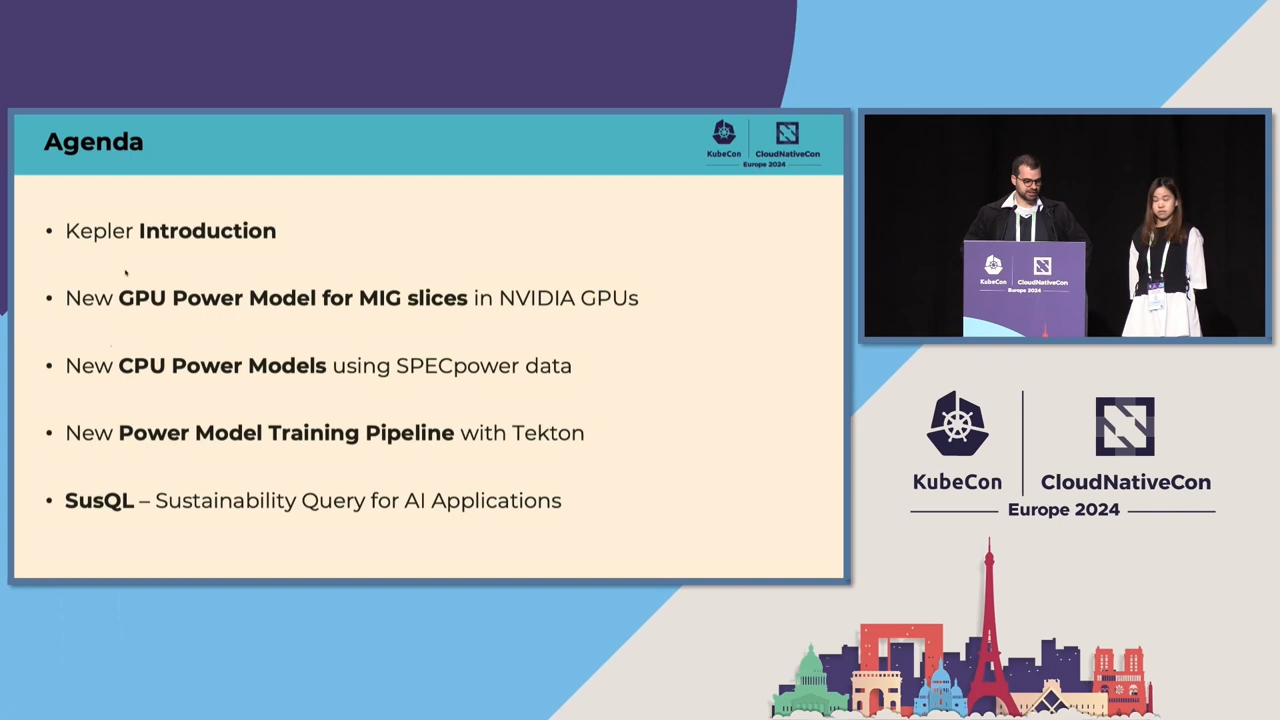 Agenda
KubeCon
CloudNativeCon
Europe 2024
• Kepler Introduction
• New GPU Power Model for MIG slices in NVIDIA GPUs
• New CPU Power Models using SPECpower data
• New Power Model Training Pipeline with Tekton
• SusQL – Sustainability Query for AI Applications
KubeCon
CloudNativeCon
Europe 2024
KubeCon
CloudNativeCon
Europe 2024